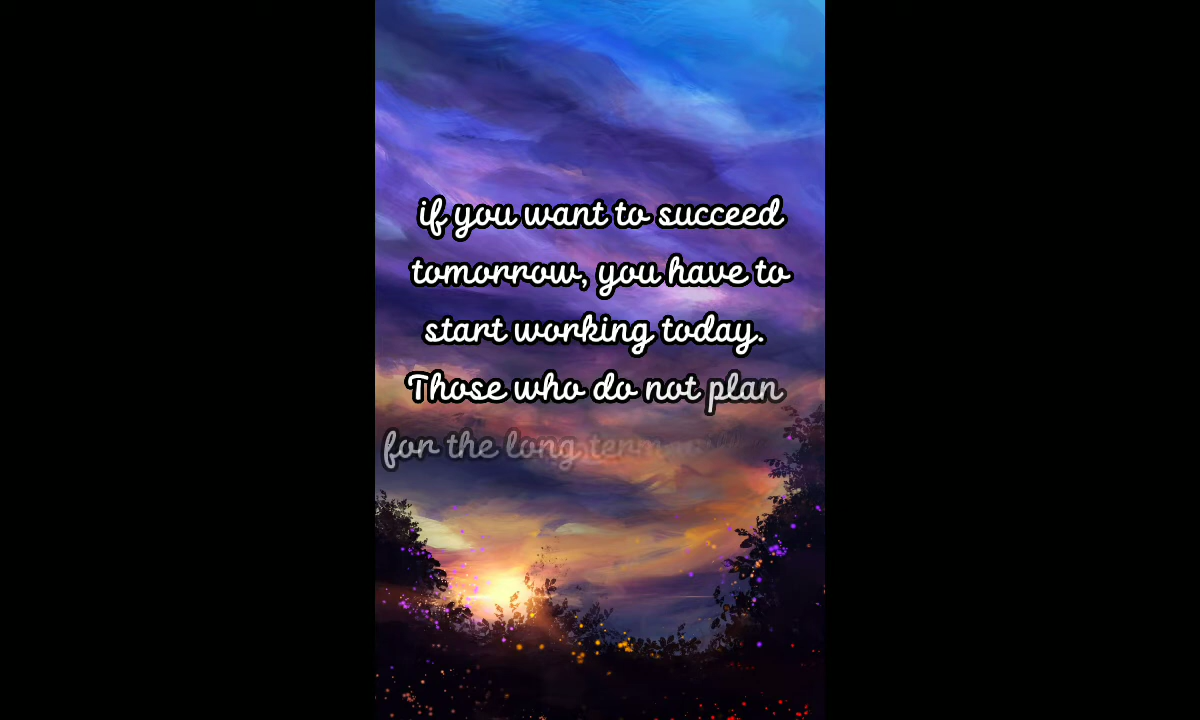 if you want to succeed
tomorrow, you have to
start working today.
Those who do not plan
for the long term